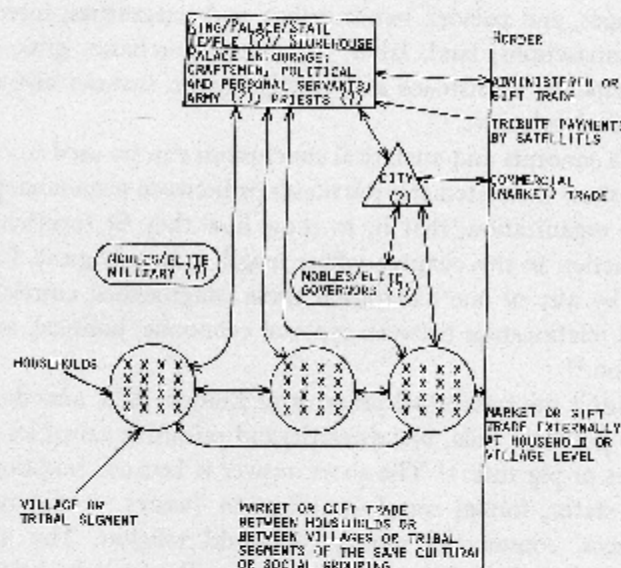 KING/PALACE/STATE
TEMPLE (?)/ STOREHOUSE
PALACE ENTOURAGE:
CRAFTSMEN, POLITICAL
AND PERSONAL SERVANTS,
ARMY (?), PRIESTS (?)
BORDER
ADMINISTERED OR
GIFT TRADE
TRIBUTE PAYMENTS
BY SATELLITES
CITY
(?)
COMMERCIAL
(MARKET) TRADE
NOBLES/ELITE
MILITARY (?)
NOBLES/ELITE,
GOVERNORS (?)
HOUSEHOLDS
X X X X
X X X X
X X X X
X X X X
X X X X
X X X X
X X X X
X X X X
X X X X
X X X X
X X X X
X X X X
MARKET OR GIFT
TRADE EXTERNALLY
AT HOUSEHOLD OR
VILLAGE LEVEL
VILLAGE OR
TRIBAL SEGMENT
MARKET OR GIFT TRADE
BETWEEN HOUSEHOLDS OR
BETWEEN VILLAGES OR TRIBAL
SEGMENTS OF THE SAME CULTURAL
OR SOCIAL GROUPING